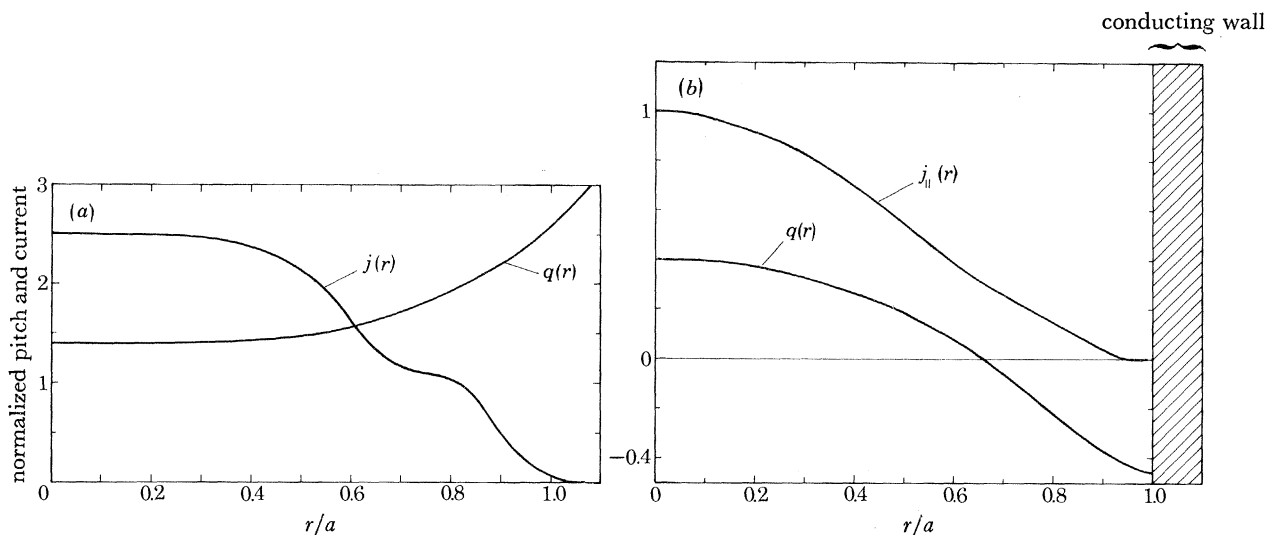 conducting wall
normalized pitch and current
(a)
3
2
1
0
0.2
0.4
0.6
0.8
1.0
j(r)
q(r)
r/a
(b)
1
0
−0.4
0
0.2
0.4
0.6
0.8
1.0
j||(r)
q(r)
r/a